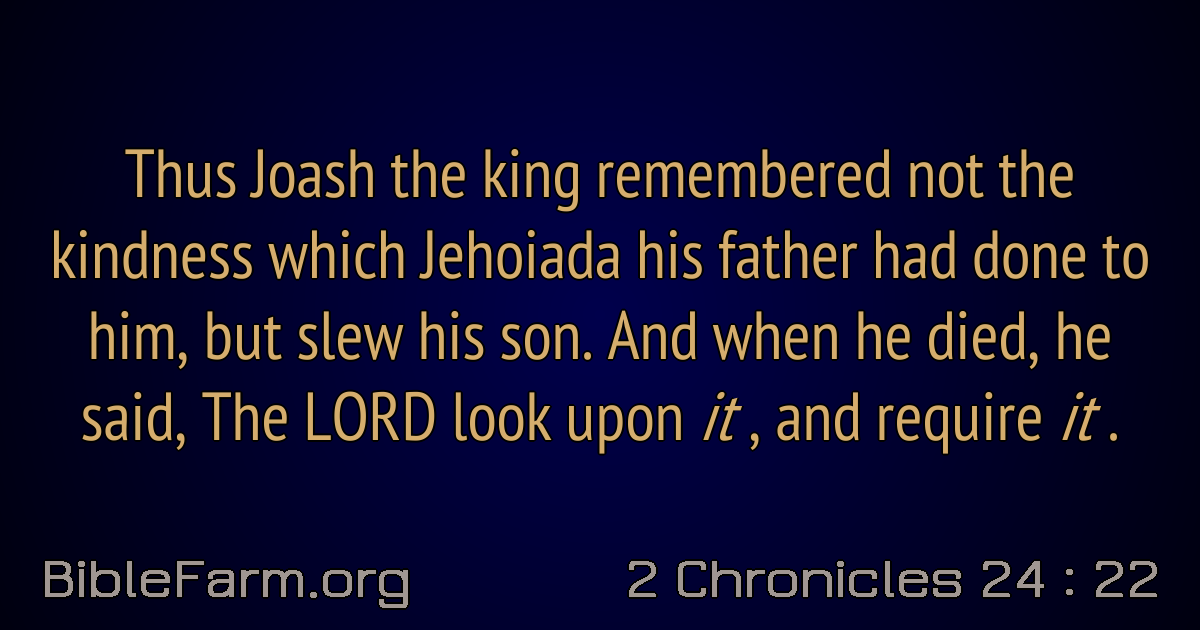 Thus Joash the king remembered not the
kindness which Jehoiada his father had done to
him, but slew his son. And when he died, he
said, The LORD look upon it , and require it .
BibleFarm.org
2 Chronicles 24 : 22